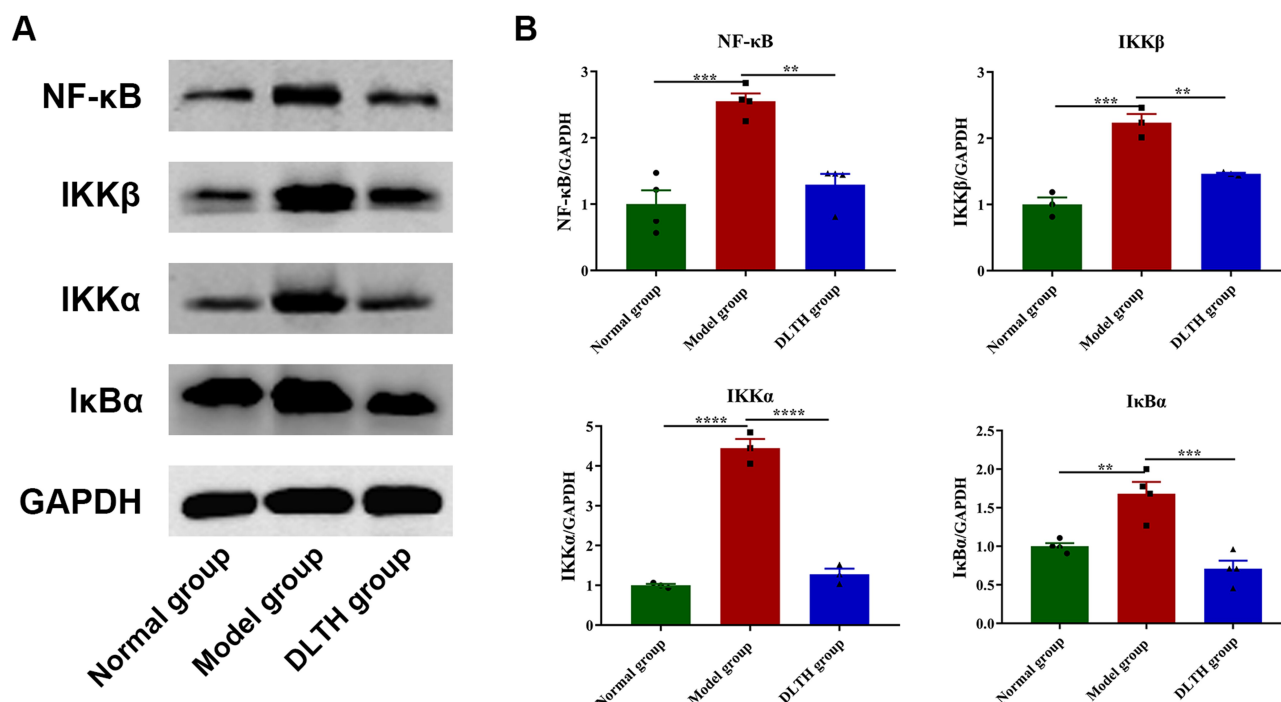 A
NF-κB
IKKβ
IKKα
IκBα
GAPDH
Normal group
Model group
DLTH group
B
NF-κB
NF-κB/GAPDH
3
2
1
0
***
**
Normal group
Model group
DLTH group
IKKβ
IKKβ/GAPDH
3
2
1
0
***
**
Normal group
Model group
DLTH group
IKKα
IKKα/GAPDH
5
4
3
2
1
0
****
****
Normal group
Model group
DLTH group
IκBα
IκBα/GAPDH
2.5
2.0
1.5
1.0
0.5
0.0
**
***
Normal group
Model group
DLTH group